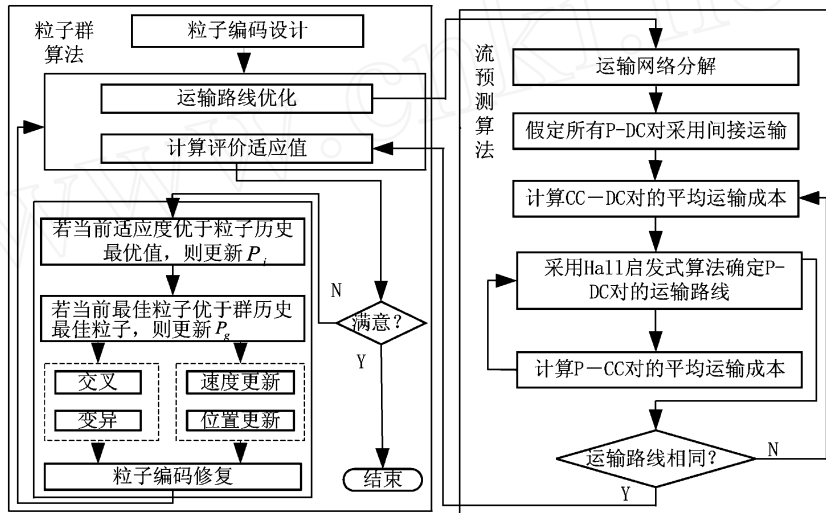 粒子群
算法
粒子编码设计
运输路线优化
计算评价适应值
若当前适应度优于粒子历史
最优值，则更新P_i
若当前最佳粒子优于群历史
最佳粒子，则更新P_g
交叉
变异
速度更新
位置更新
粒子编码修复
N
满意？
Y
结束
流
预
测
算
法
运输网络分解
假定所有P-DC对采用间接运输
计算CC－DC对的平均运输成本
采用Hall启发式算法确定P-
DC对的运输路线
计算P－CC对的平均运输成本
运输路线相同？
N
Y